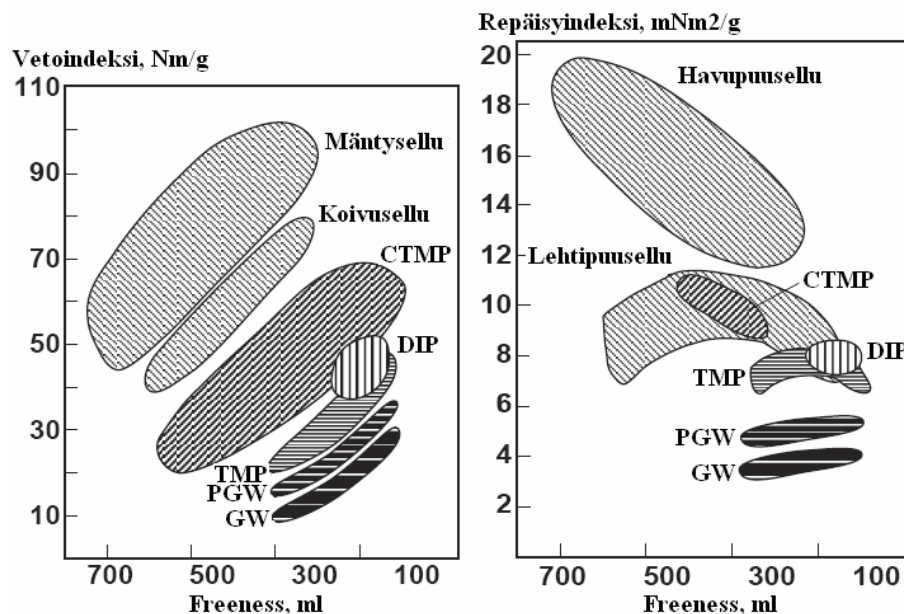 Vetoindeksi, Nm/g
110
90
70
50
30
10
Mäntysellu
Koivusellu
CTMP
DIP
TMP
PGW
GW
700 500 300 100
Freeness, ml
Repäisyindeksi, mNm2/g
20
18
16
14
12
10
8
6
4
2
Havupuusellu
Lehtipuusellu
CTMP
DIP
TMP
PGW
GW
700 500 300 100
Freeness, ml